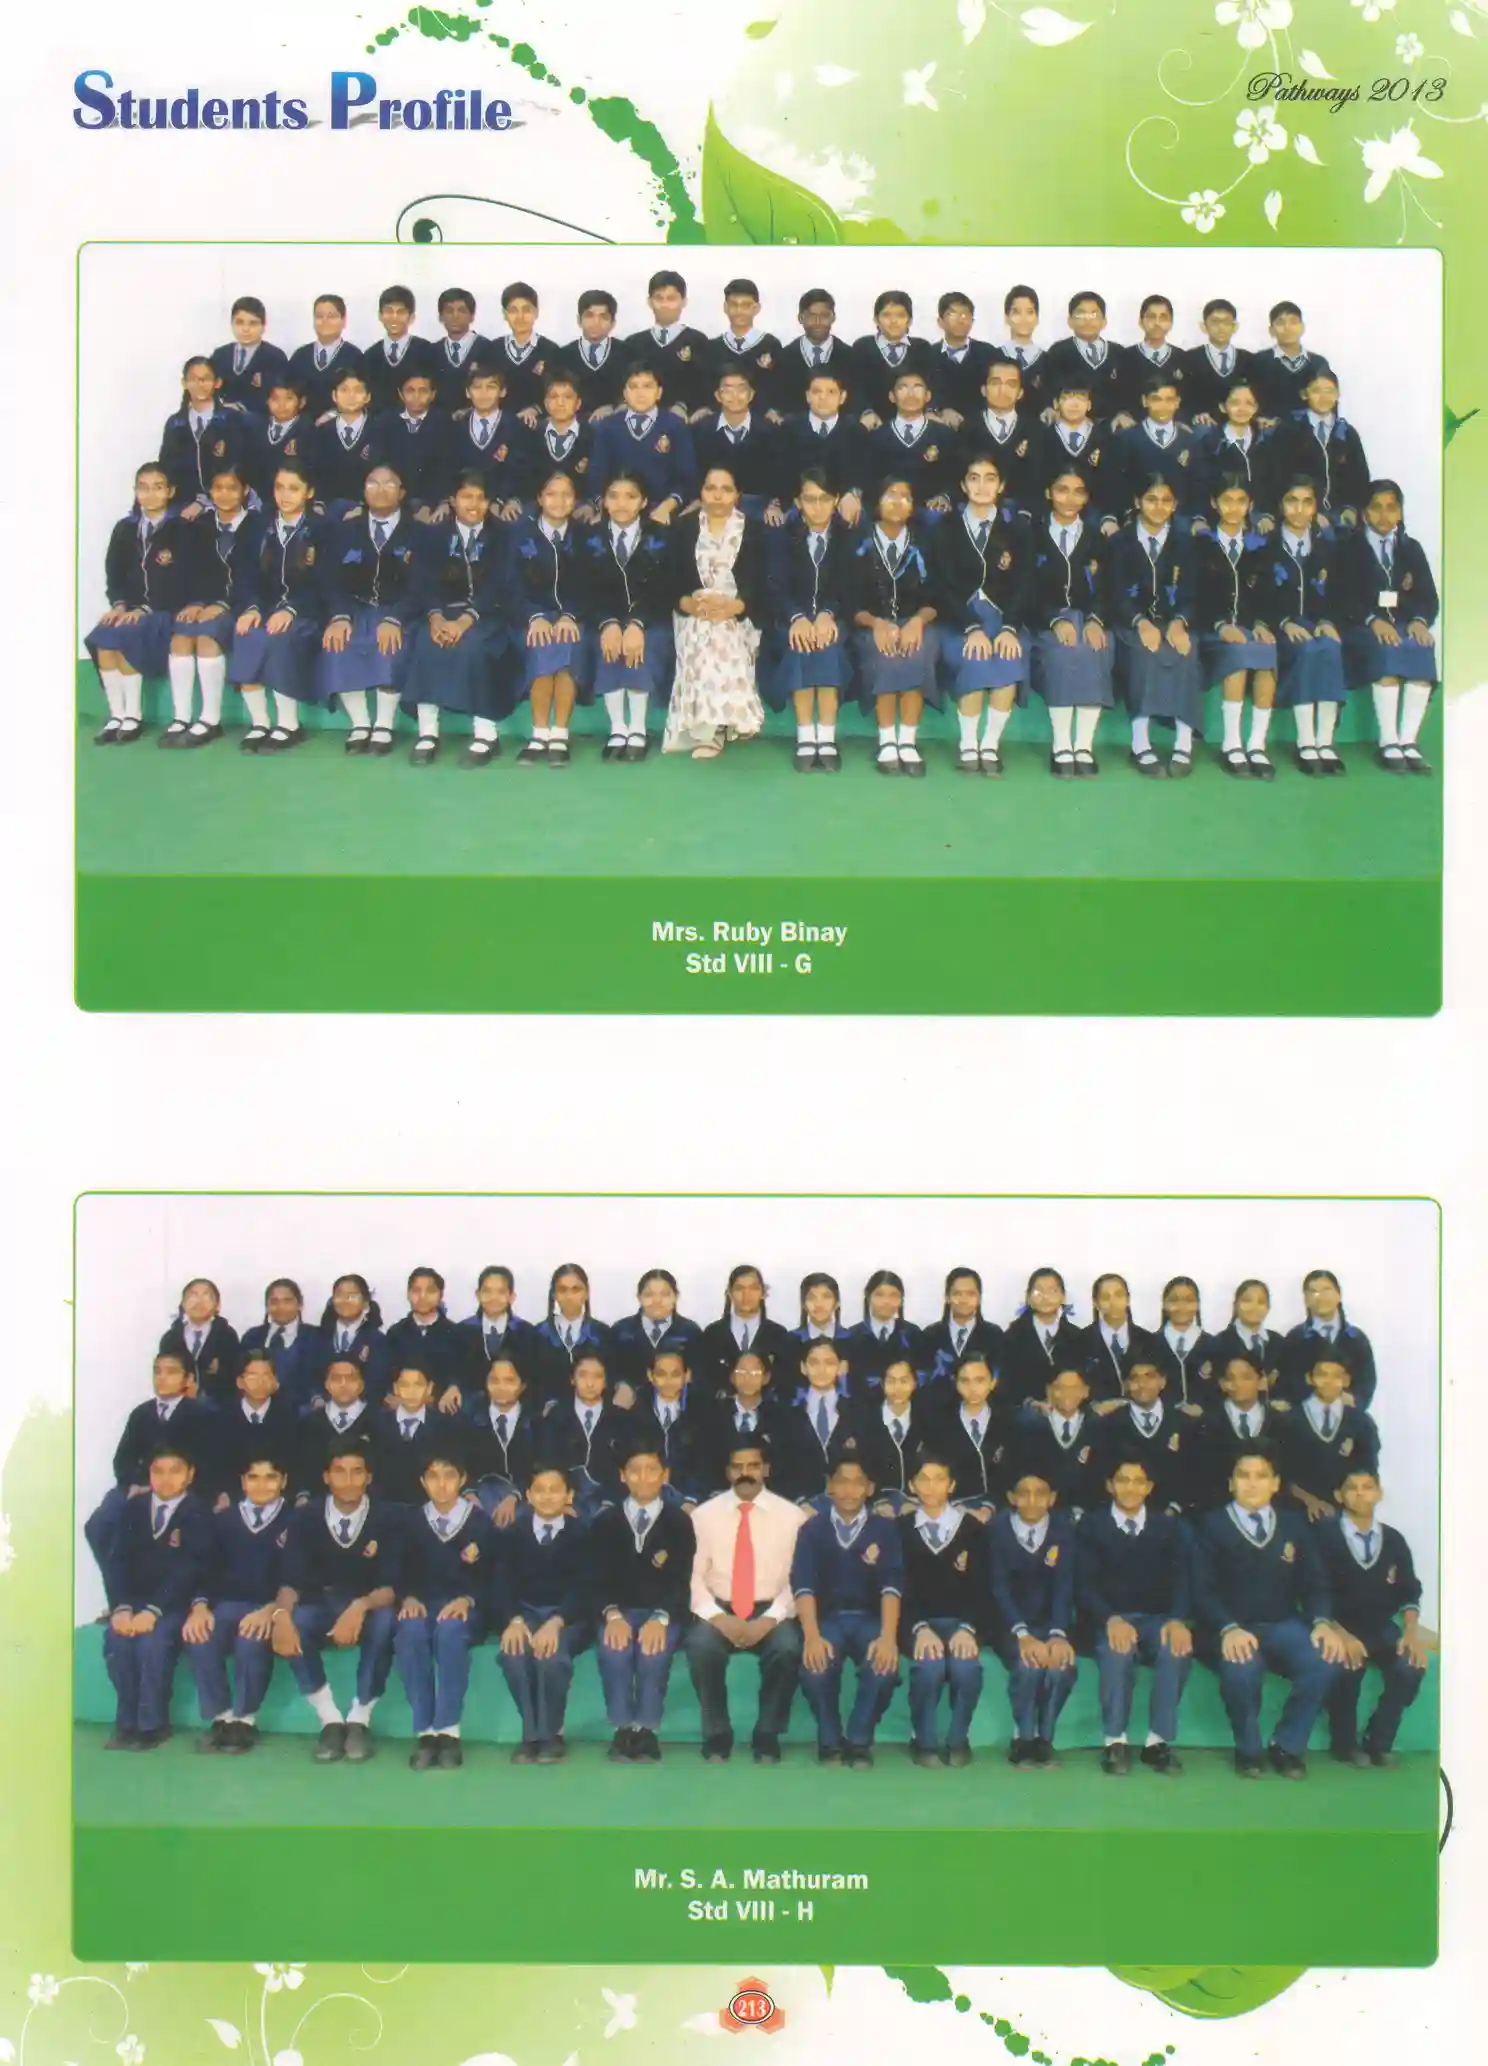 Students Profile
Pathways 2013
Mrs. Ruby Binay
Std VIII - G
Mr. S. A. Mathuram
Std VIII - H
213